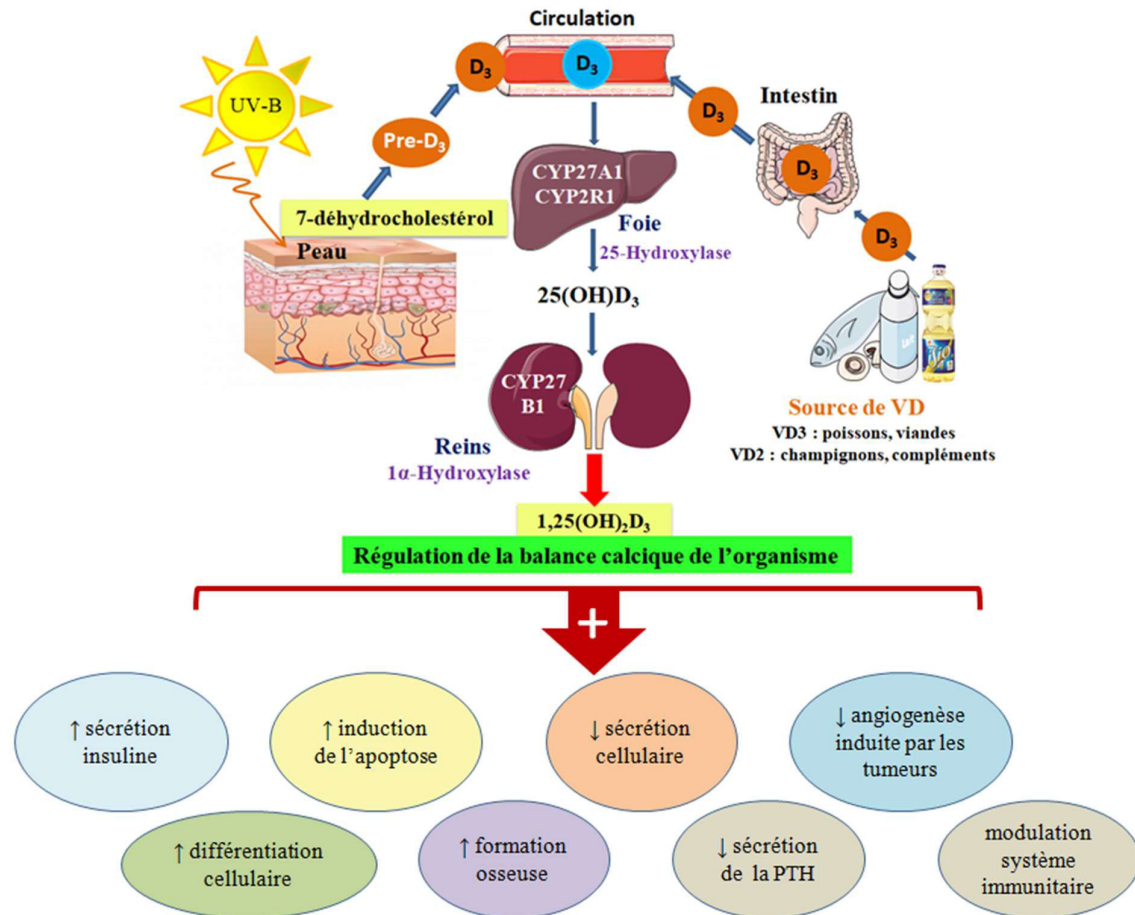 Circulation
D₃
D₃
UV-B
Pre-D₃
D₃
Intestin
D₃
D₃
CYP27A1
CYP2R1
Foie
25-Hydroxylase
7-déhydrocholestérol
Peau
25(OH)D₃
CYP27
B1
Reins
1α-Hydroxylase
Source de VD
VD3 : poissons, viandes
VD2 : champignons, compléments
1,25(OH)₂D₃
Régulation de la balance calcique de l’organisme
+
↑ sécrétion
insuline
↑ induction
de l’apoptose
↓ sécrétion
cellulaire
↓ angiogenèse
induite par les
tumeurs
↑ différentiation
cellulaire
↑ formation
osseuse
↓ sécrétion
de la PTH
modulation
système
immunitaire